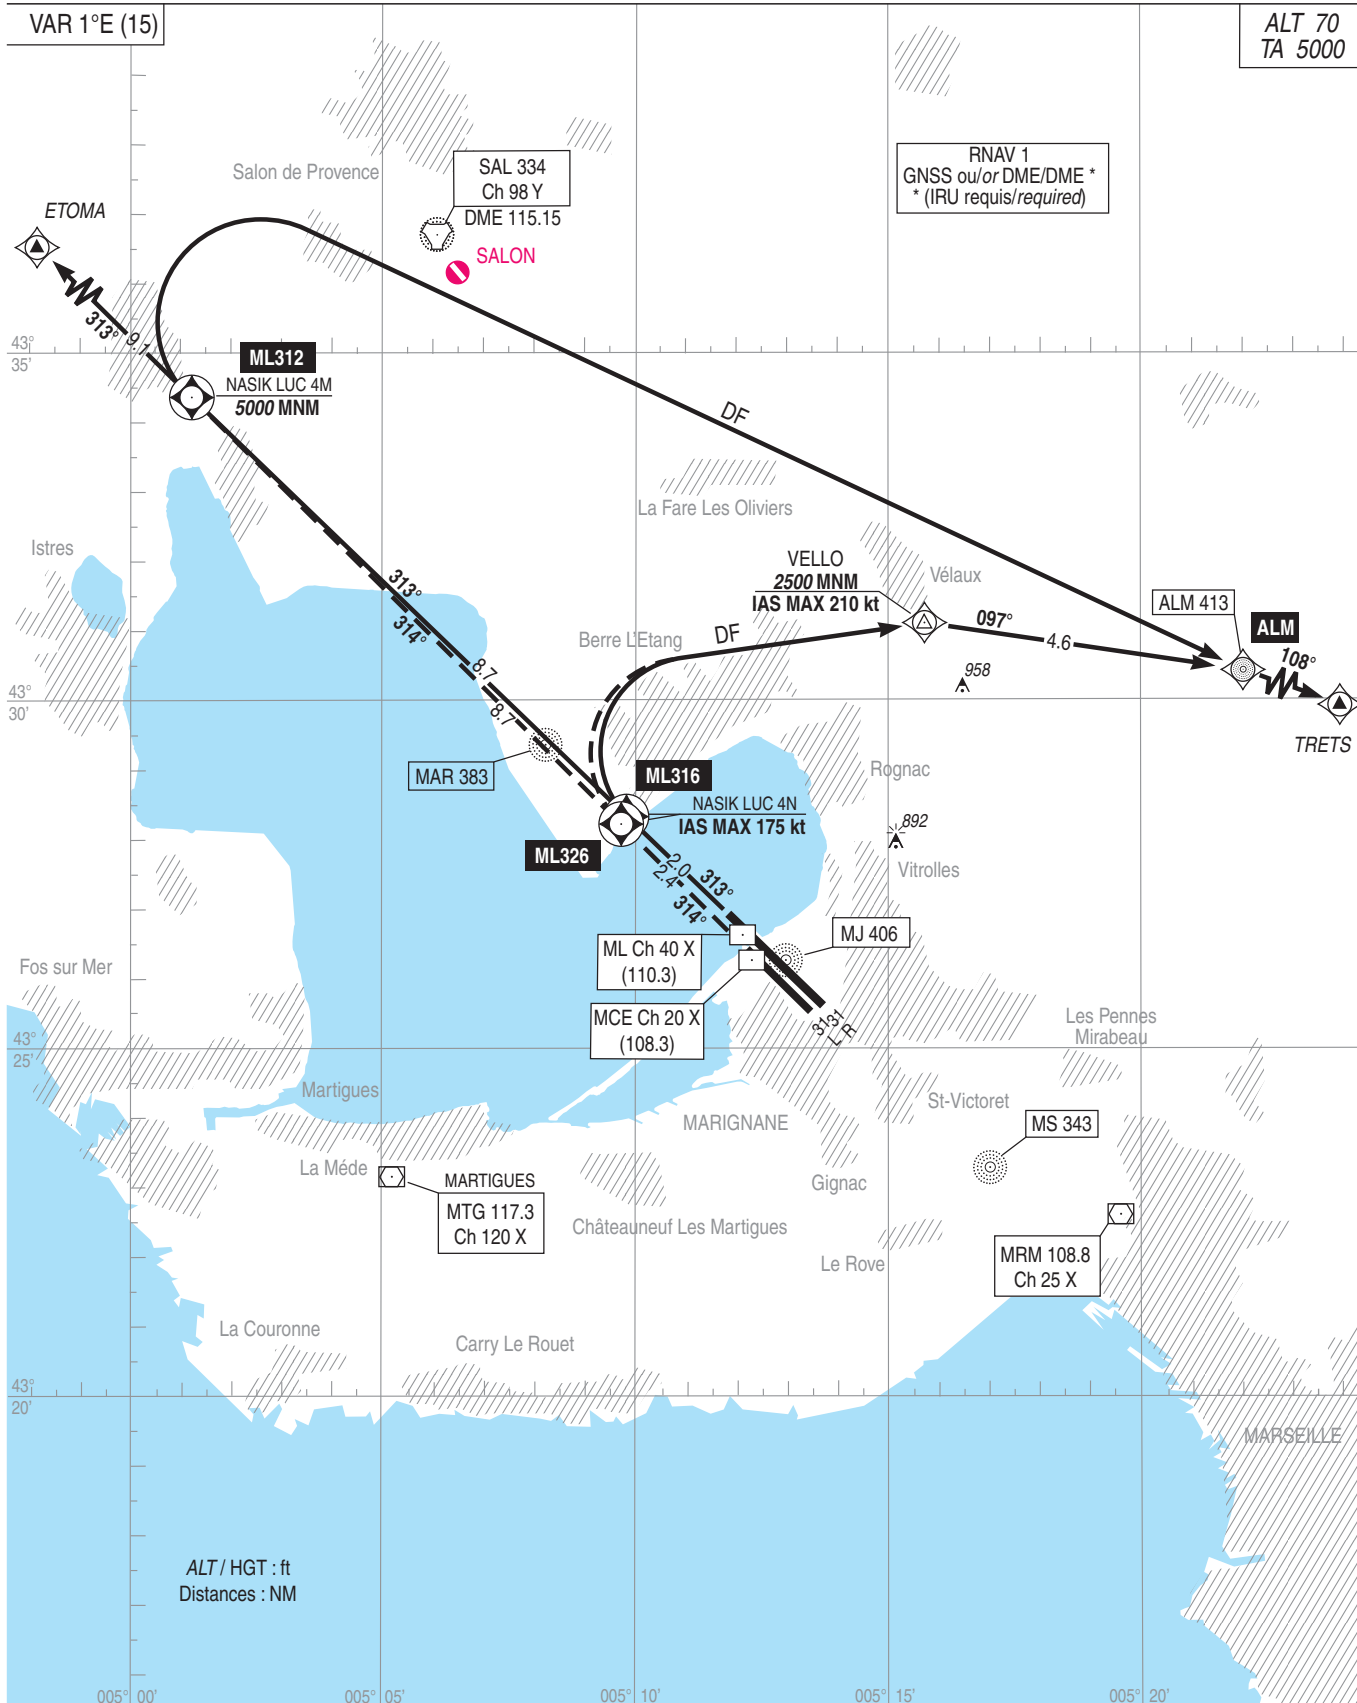 VAR 1°E (15)
ALT 70
TA 5000
RNAV 1
GNSS ou/or DME/DME *
* (IRU requis/required)
Salon de Provence
SAL 334
Ch 98 Y
DME 115.15
SALON
ETOMA
313°
9.1
43°
35'
ML312
NASIK LUC 4M
5000 MNM
DF
La Fare Les Oliviers
Istres
VELLO
2500 MNM
IAS MAX 210 kt
Vélaux
ALM 413
ALM
313°
314°
Berre L'Etang
DF
097°
4.6
108°
8.7
8.7
958
43°
30'
TRETS
MAR 383
ML316
Rognac
NASIK LUC 4N
IAS MAX 175 kt
892
ML326
Vitrolles
2.0
2.4
313°
314°
MJ 406
ML Ch 40 X
(110.3)
Fos sur Mer
MCE Ch 20 X
(108.3)
31
L
31
R
Les Pennes
Mirabeau
43°
25'
Martigues
St-Victoret
MARIGNANE
MS 343
La Méde
MARTIGUES
MTG 117.3
Ch 120 X
Gignac
Châteauneuf Les Martigues
Le Rove
MRM 108.8
Ch 25 X
La Couronne
Carry Le Rouet
43°
20'
MARSEILLE
ALT / HGT : ft
Distances : NM
005° 00'
005° 05'
005° 10'
005° 15'
005° 20'